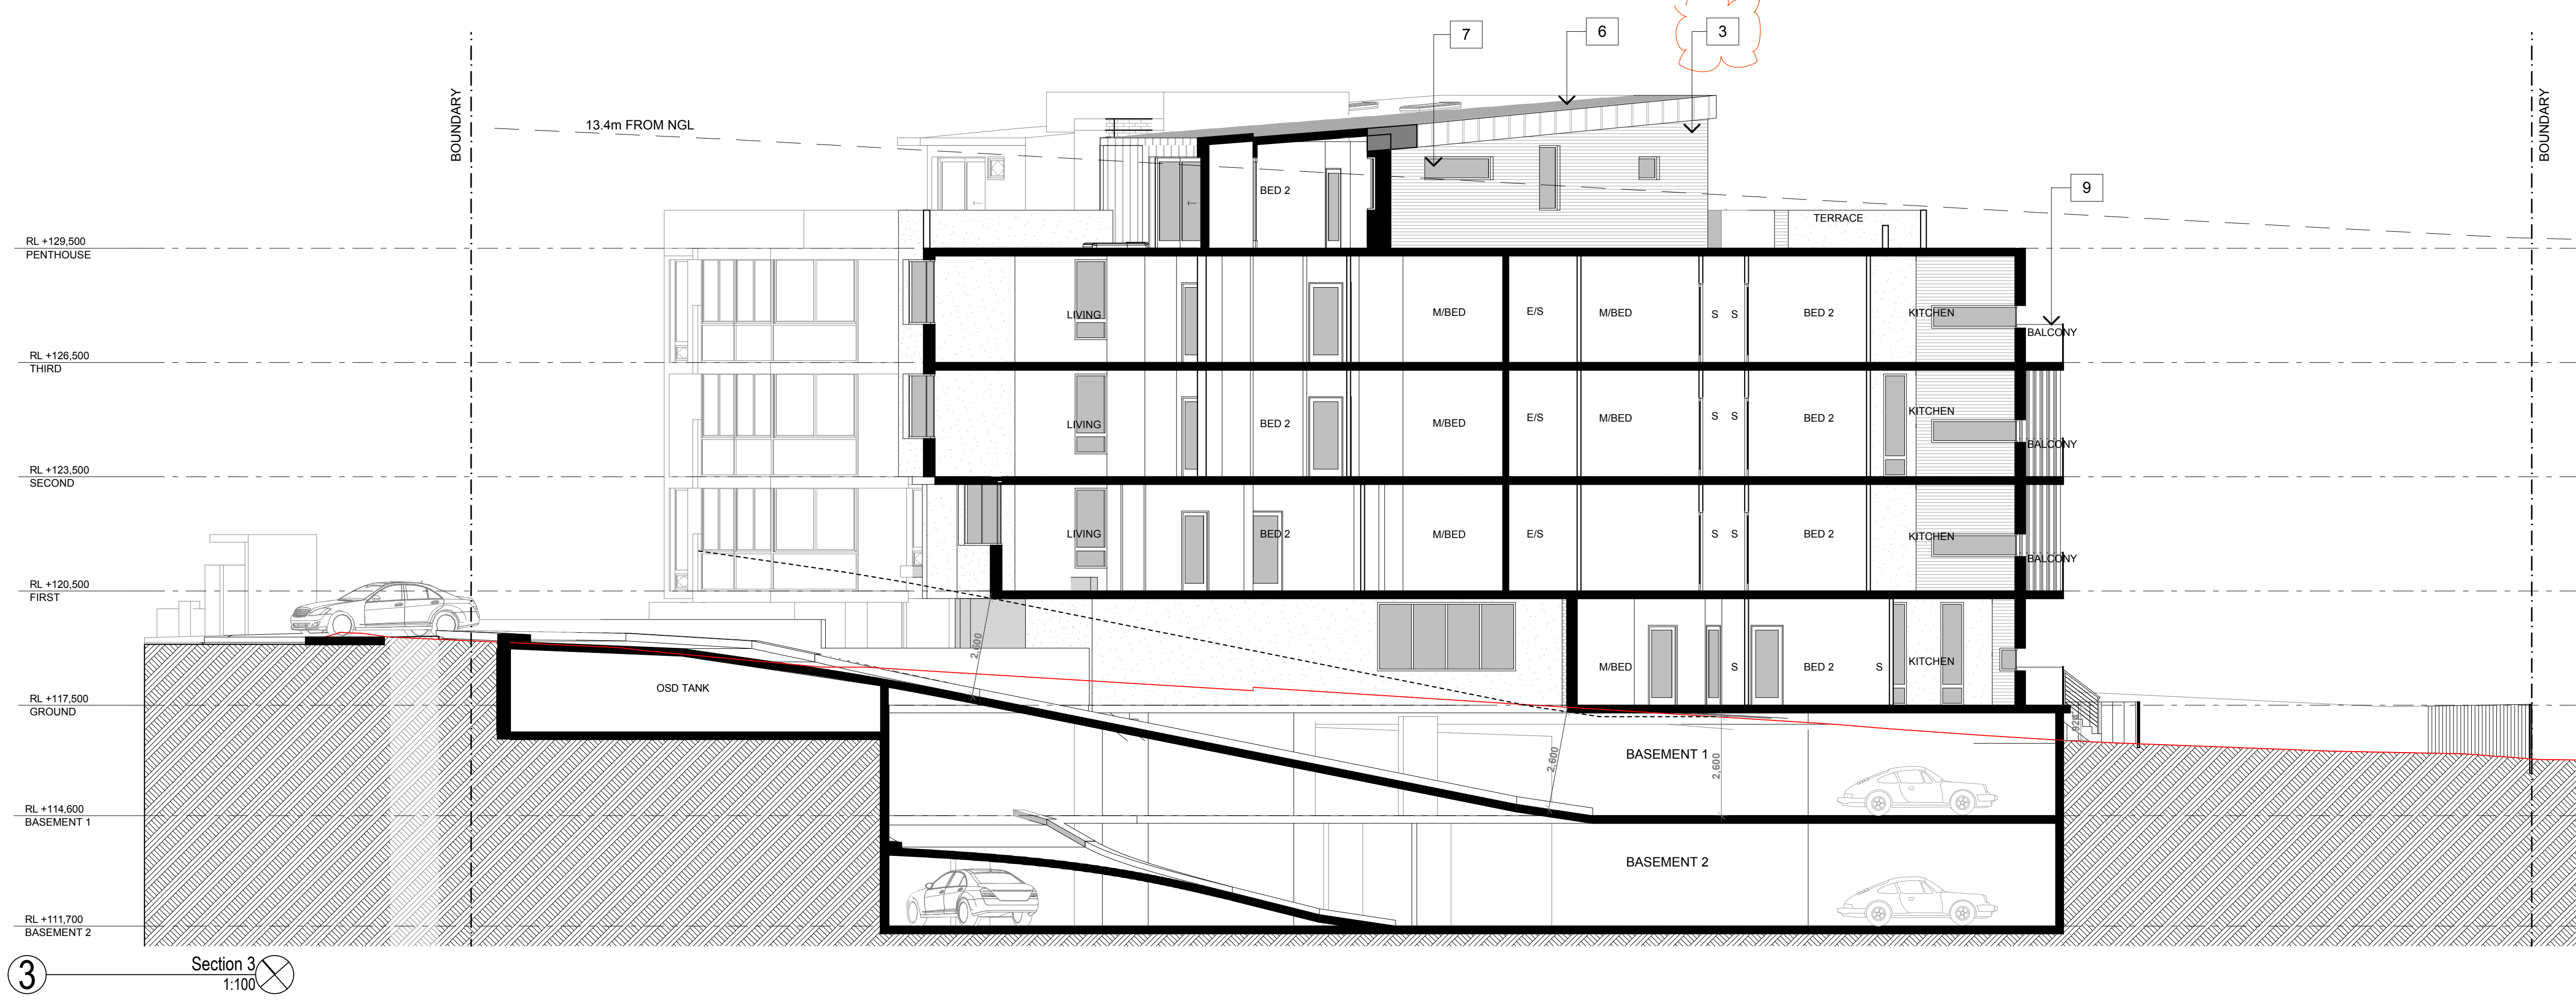 7
6
3
BOUNDARY
13.4m FROM NGL
BOUNDARY
9
BED 2
TERRACE
RL +129,500
PENTHOUSE
LIVING
M/BED
E/S
M/BED
S
S
BED 2
KITCHEN
BALCONY
RL +126,500
THIRD
LIVING
BED 2
M/BED
E/S
M/BED
S
S
BED 2
KITCHEN
BALCONY
RL +123,500
SECOND
LIVING
BED 2
M/BED
E/S
S
S
BED 2
KITCHEN
BALCONY
RL +120,500
FIRST
2,600
M/BED
S
BED 2
S
KITCHEN
OSD TANK
RL +117,500
GROUND
BASEMENT 1
2,600
2,600
RL +114,600
BASEMENT 1
BASEMENT 2
RL +111,700
BASEMENT 2
3
Section 3
1:100